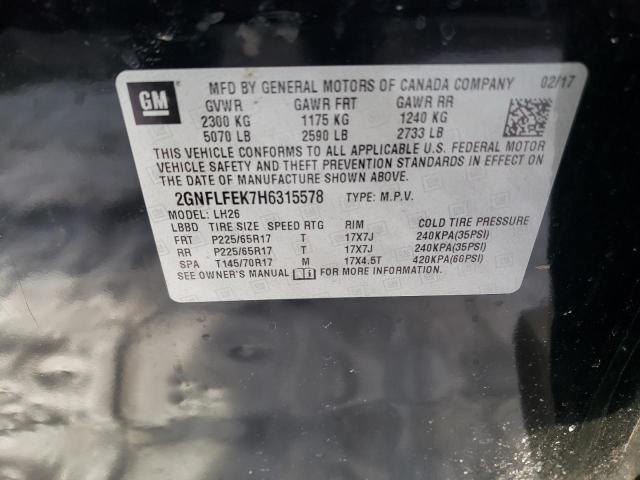 GM
MFD BY GENERAL MOTORS OF CANADA COMPANY 02/17
GVWR GAWR FRT GAWR RR
2300 KG 1175 KG 1240 KG
5070 LB 2590 LB 2733 LB
THIS VEHICLE CONFORMS TO ALL APPLICABLE U.S. FEDERAL MOTOR
VEHICLE SAFETY AND THEFT PREVENTION STANDARDS IN EFFECT ON
THE DATE OF MANUFACTURE SHOWN ABOVE.
2GNFLFEK7H6315578 TYPE: M.P.V.
MODEL: LH26
LBBD TIRE SIZE SPEED RTG RIM COLD TIRE PRESSURE
FRT P225/65R17 T 17X7J 240KPA(35PSI)
RR P225/65R17 T 17X7J 240KPA(35PSI)
SPA T145/70R17 M 17X4.5T 420KPA(60PSI)
SEE OWNER'S MANUAL FOR MORE INFORMATION.